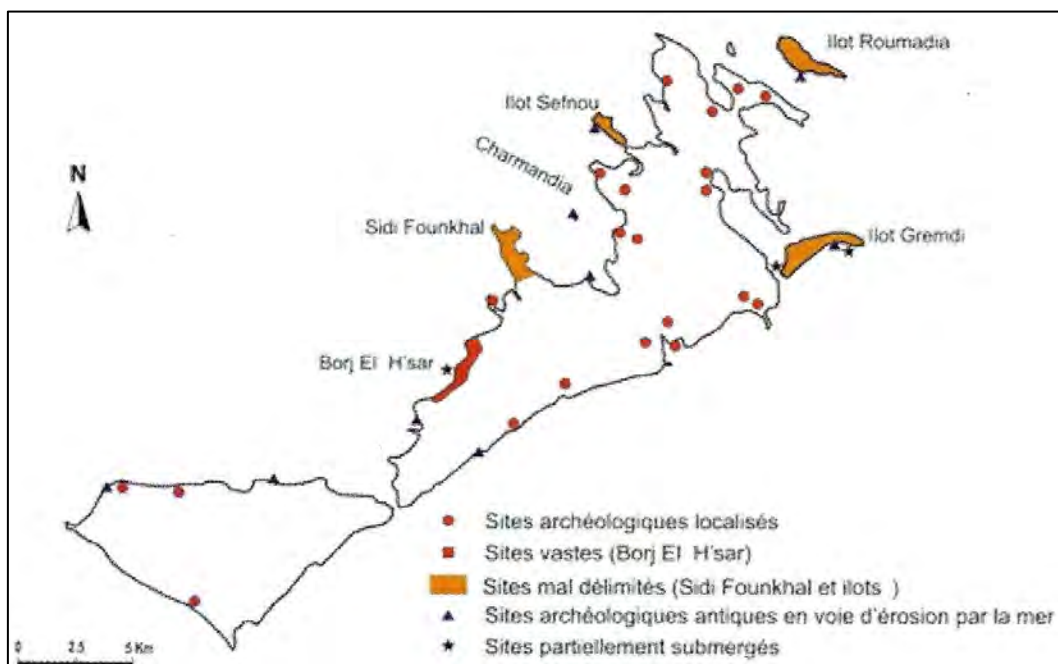 Ilot Roumadia
Ilot Sefnou
Charmandia
N
Sidi Founkhal
Ilot Gremdi
Borj El H'sar
Sites archéologiques localisés
Sites vastes (Borj El H'sar)
Sites mal délimités (Sidi Founkhal et ilots )
Sites archéologiques antiques en voie d'érosion par la mer
Sites partiellement submergés
0 2.5 5 Km